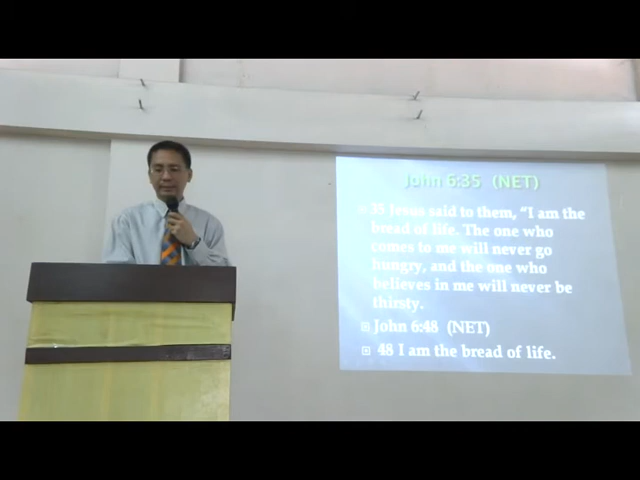 John 6:35 (NET)
35 Jesus said to them, “I am the
bread of life. The one who
comes to me will never go
hungry, and the one who
believes in me will never be
thirsty.
John 6:48 (NET)
48 I am the bread of life.